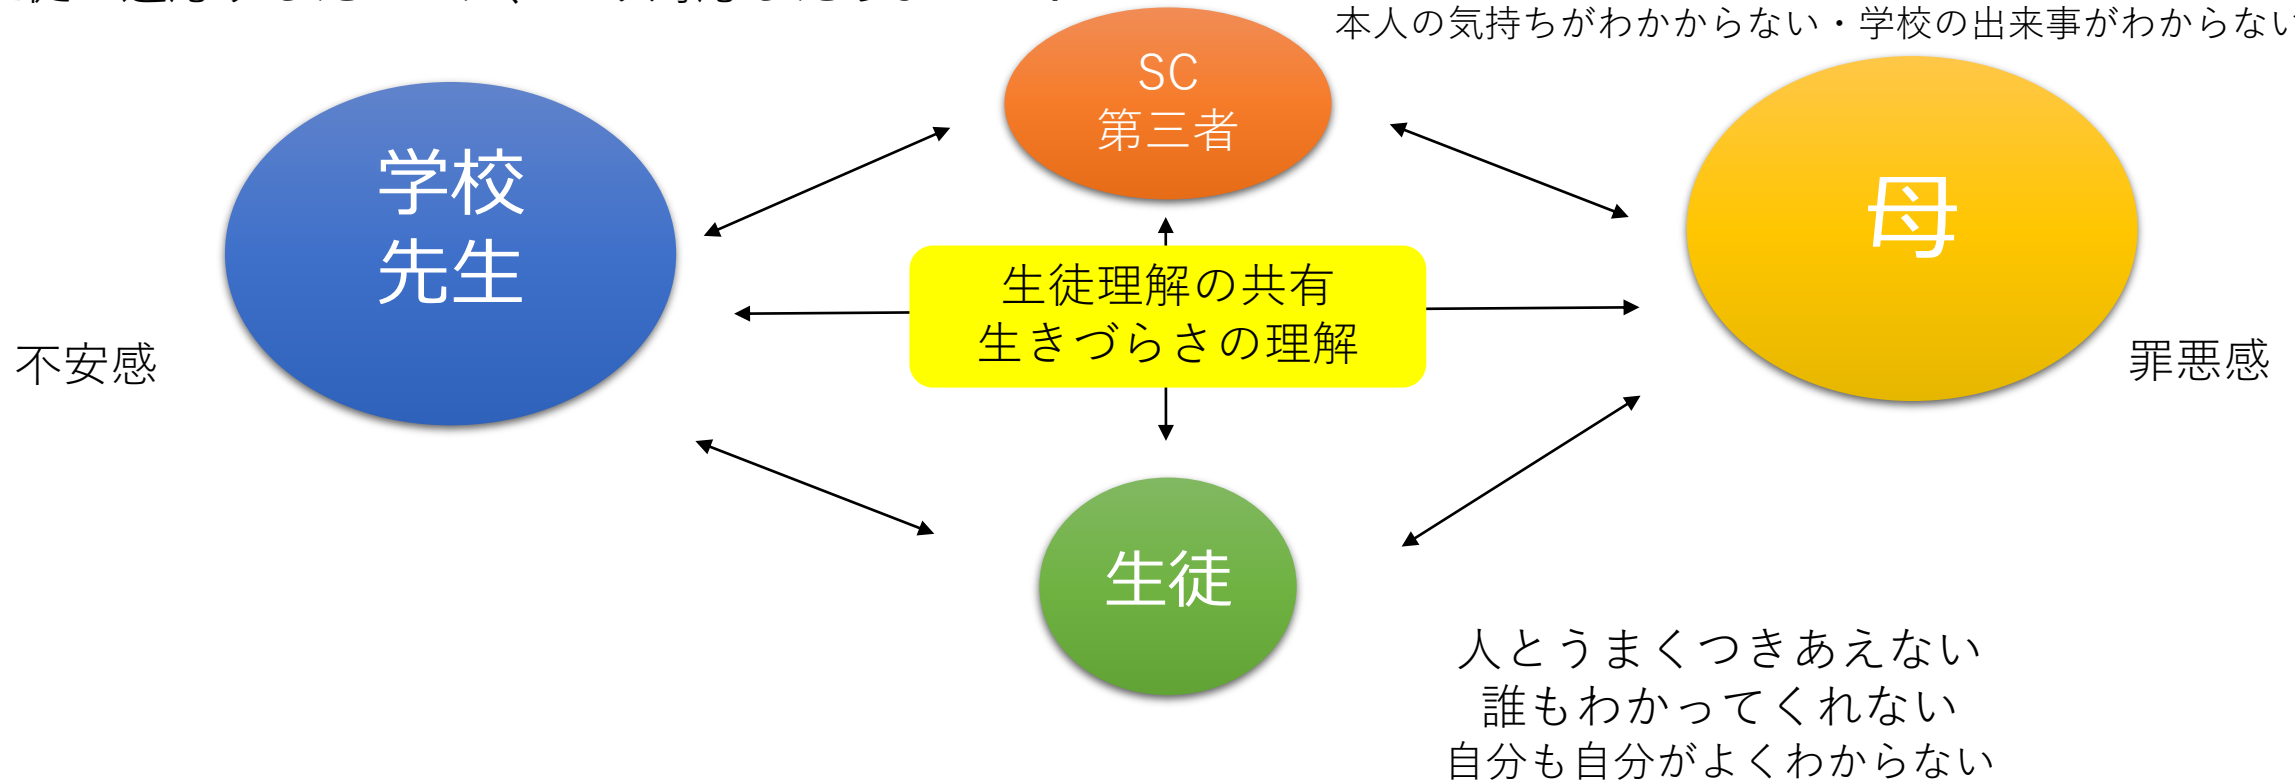 本人の気持ちがわかからない・学校の出来事がわからない
SC
第三者
学校
先生
母
生徒理解の共有
生きづらさの理解
不安感
罪悪感
生徒
人とうまくつきあえない
誰もわかってくれない
自分も自分がよくわからない